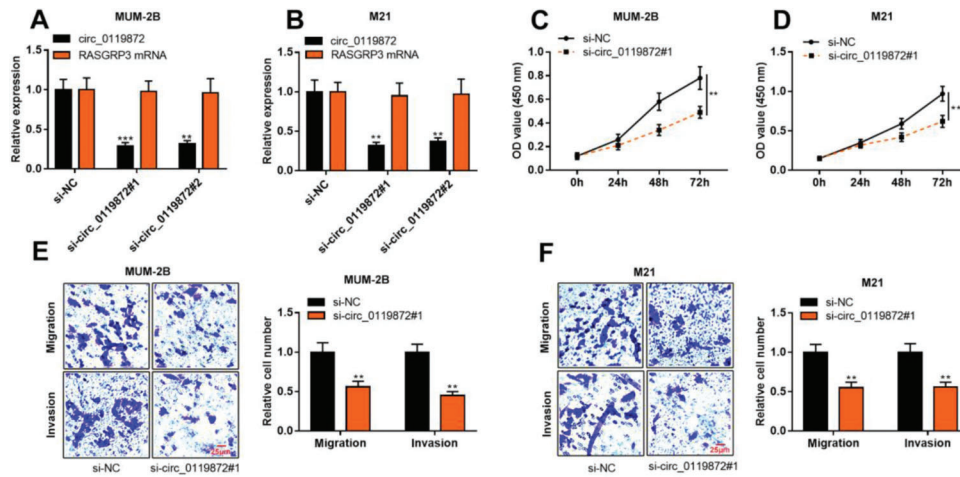 A
MUM-2B
circ_0119872
RASGRP3 mRNA
Relative expression
1.5
1.0
0.5
0.0
***
**
si-NC
si-circ_0119872#1
si-circ_0119872#2
B
M21
circ_0119872
RASGRP3 mRNA
Relative expression
1.5
1.0
0.5
0.0
**
**
si-NC
si-circ_0119872#1
si-circ_0119872#2
C
MUM-2B
si-NC
si-circ_0119872#1
OD value (450 nm)
1.0
0.8
0.6
0.4
0.2
0.0
**
0h 24h 48h 72h
D
M21
si-NC
si-circ_0119872#1
OD value (450 nm)
1.5
1.0
0.5
0.0
**
0h 24h 48h 72h
E
MUM-2B
Migration
Invasion
25μm
si-NC si-circ_0119872#1
MUM-2B
si-NC
si-circ_0119872#1
Relative cell number
1.5
1.0
0.5
0.0
**
**
Migration Invasion
F
M21
Migration
Invasion
25μm
si-NC si-circ_0119872#1
M21
si-NC
si-circ_0119872#1
Relative cell number
1.5
1.0
0.5
0.0
**
**
Migration Invasion